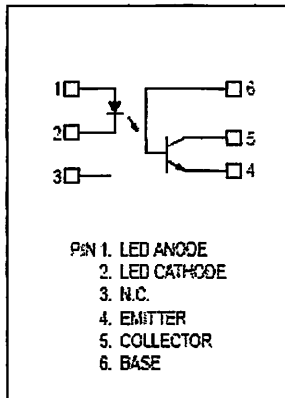 1 6
2 5
3 4
PIN 1. LED ANODE
2. LED CATHODE
3. N.C.
4. EMITTER
5. COLLECTOR
6. BASE